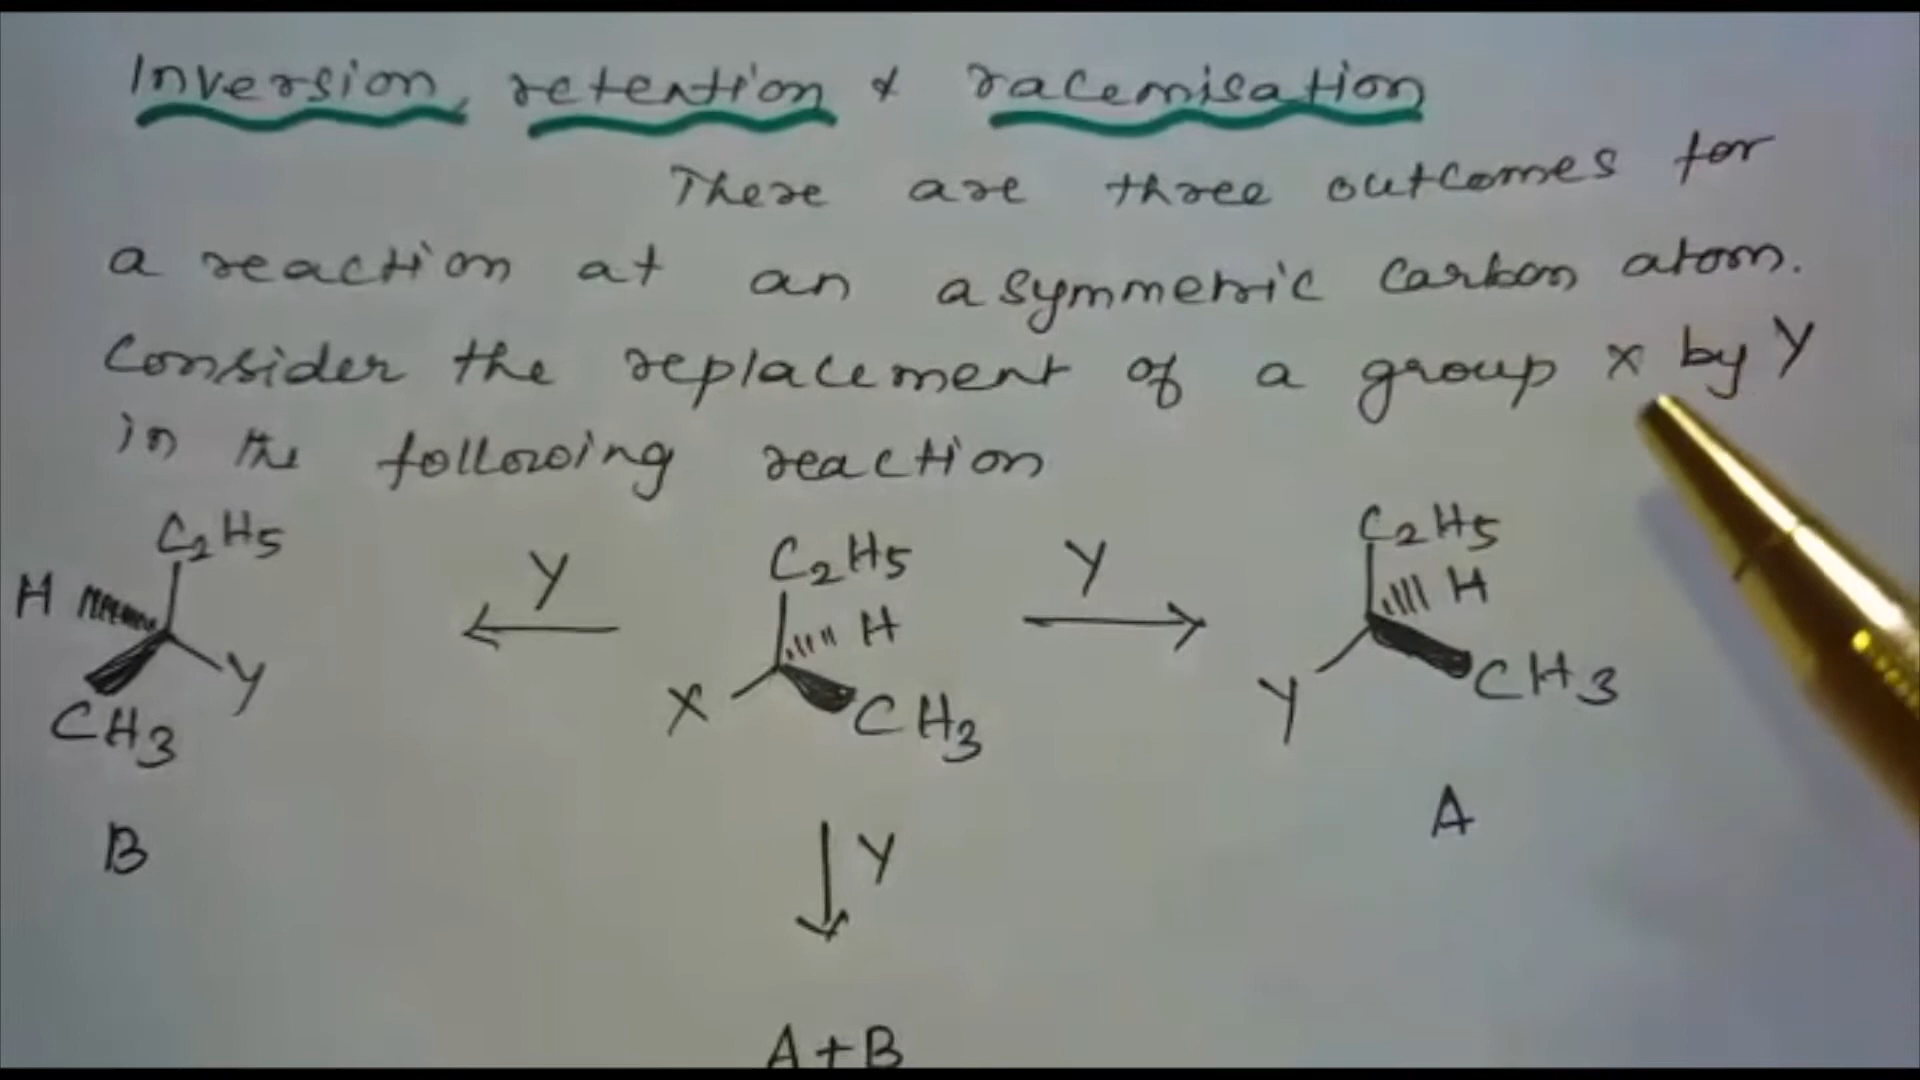 Inversion, retention & racemisation
There are three outcomes for
a reaction at an asymmetric carbon atom.
Consider the replacement of a group X by Y
in the following reaction
C2H5 C2H5 C2H5
H Y H Y H
Y X CH3 Y CH3
CH3
B Y A
A+B